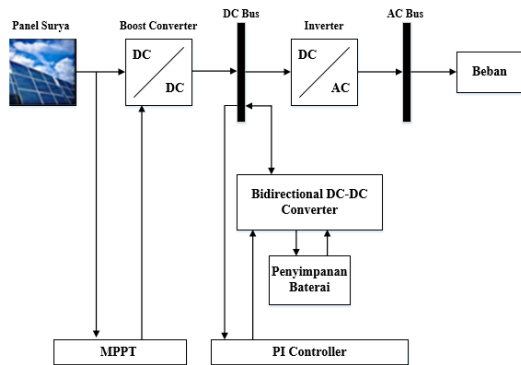 Panel Surya
Boost Converter
DC Bus
Inverter
AC Bus
DC
DC
DC
AC
Beban
Bidirectional DC-DC
Converter
Penyimpanan
Baterai
MPPT
PI Controller